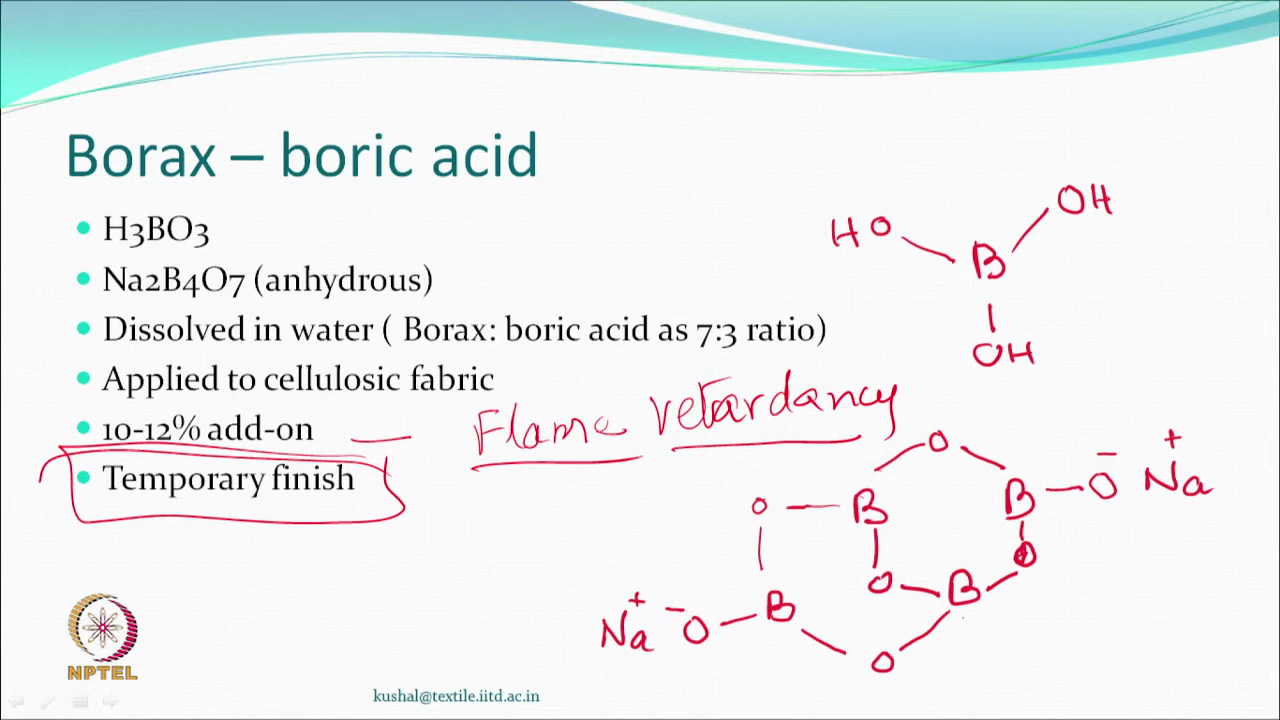 Borax – boric acid
H3BO3
Na2B4O7 (anhydrous)
Dissolved in water ( Borax: boric acid as 7:3 ratio)
Applied to cellulosic fabric
10-12% add-on
Temporary finish
Flame retardancy
HO
OH
B
OH
O
O
B
B
O
-
Na
+
O
B
O
Na
+
-
O
B
O
NPTEL
kushal@textile.iitd.ac.in